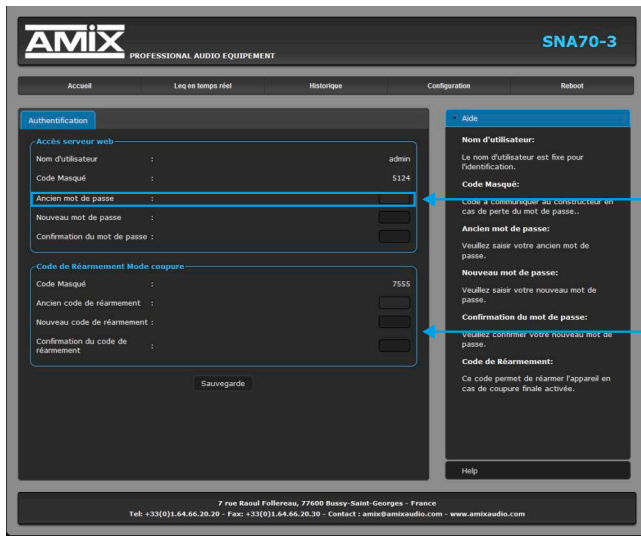 AMIX
PROFESSIONAL AUDIO EQUIPEMENT
SNA70-3
Accueil
Leq en temps réel
Historique
Configuration
Reboot
Authentification
Accès serveur web
Nom d'utilisateur : admin
Code Masqué : 5124
Ancien mot de passe :
Nouveau mot de passe :
Confirmation du mot de passe :
Code de Réarmement Mode coupure
Code Masqué : 7555
Ancien code de réarmement :
Nouveau code de réarmement :
Confirmation du code de
réarmement :
Sauvegarde
Aide
Nom d'utilisateur:
Le nom d'utilisateur est fixe pour
l'identification.
Code Masqué:
Code a communiquer au constructeur en
cas de perte du mot de passe..
Ancien mot de passe:
Veuillez saisir votre ancien mot de
passe.
Nouveau mot de passe:
Veuillez saisir votre nouveau mot de
passe.
Confirmation du mot de passe:
Veuillez confirmer votre nouveau mot de
passe.
Code de Réarmement:
Ce code permet de réarmer l'appareil en
cas de coupure finale activée.
Help
7 rue Raoul Follereau, 77600 Bussy-Saint-Georges - France
Tel: +33(0)1.64.66.20.20 - Fax: +33(0)1.64.66.20.30 - Contact : amix@amixaudio.com - www.amixaudio.com